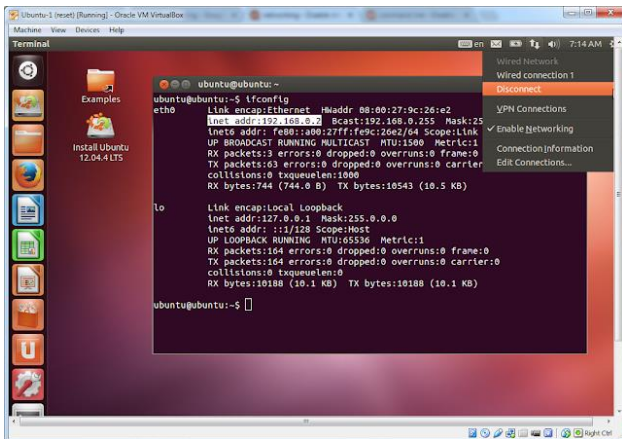 Ubuntu-1 (reset) [Running] - Oracle VM VirtualBox
Machine View Devices Help
Terminal
en
7:14 AM
Wired Network
Wired connection 1
Disconnect
VPN Connections
✓ Enable Networking
Connection Information
Edit Connections...
Examples
Install Ubuntu
12.04.4 LTS
ubuntu@ubuntu: ~
ubuntu@ubuntu:~$ ifconfig
eth0 Link encap:Ethernet HWaddr 08:00:27:9c:26:e2
inet addr:192.168.0.2 Bcast:192.168.0.255 Mask:25
inet6 addr: fe80::a00:27ff:fe9c:26e2/64 Scope:Link
UP BROADCAST RUNNING MULTICAST MTU:1500 Metric:1
RX packets:3 errors:0 dropped:0 overruns:0 frame:0
TX packets:63 errors:0 dropped:0 overruns:0 carrier
collisions:0 txqueuelen:1000
RX bytes:744 (744.0 B) TX bytes:10543 (10.5 KB)
lo Link encap:Local Loopback
inet addr:127.0.0.1 Mask:255.0.0.0
inet6 addr: ::1/128 Scope:Host
UP LOOPBACK RUNNING MTU:65536 Metric:1
RX packets:164 errors:0 dropped:0 overruns:0 frame:0
TX packets:164 errors:0 dropped:0 overruns:0 carrier:0
collisions:0 txqueuelen:0
RX bytes:10188 (10.1 KB) TX bytes:10188 (10.1 KB)
ubuntu@ubuntu:~$
Right Ctrl